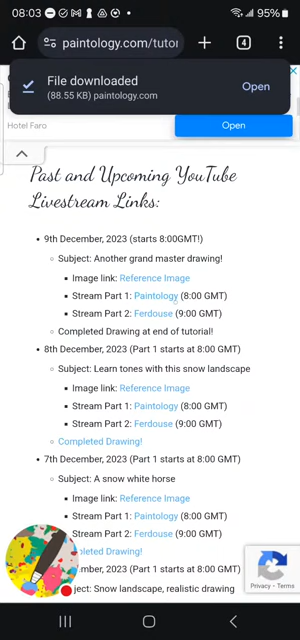 08:03
95%
paintology.com/tutor
4
File downloaded
(88.55 KB) paintology.com
Open
Hotel Faro
Open
Past and Upcoming YouTube
Livestream Links:
• 9th December, 2023 (starts 8:00GMT!)
Subject: Another grand master drawing!
Image link: Reference Image
Stream Part 1: Paintology (8:00 GMT)
Stream Part 2: Ferdouse (9:00 GMT)
Completed Drawing at end of tutorial!
• 8th December, 2023 (Part 1 starts at 8:00 GMT)
Subject: Learn tones with this snow landscape
Image link: Reference Image
Stream Part 1: Paintology (8:00 GMT)
Stream Part 2: Ferdouse (9:00 GMT)
Completed Drawing!
• 7th December, 2023 (Part 1 starts at 8:00 GMT)
Subject: A snow white horse
Image link: Reference Image
Stream Part 1: Paintology (8:00 GMT)
Stream Part 2: Ferdouse (9:00 GMT)
pleted Drawing!
mber, 2023 (Part 1 starts at 8:00 GMT)
ject: Snow landscape, realistic drawing
Privacy - Terms